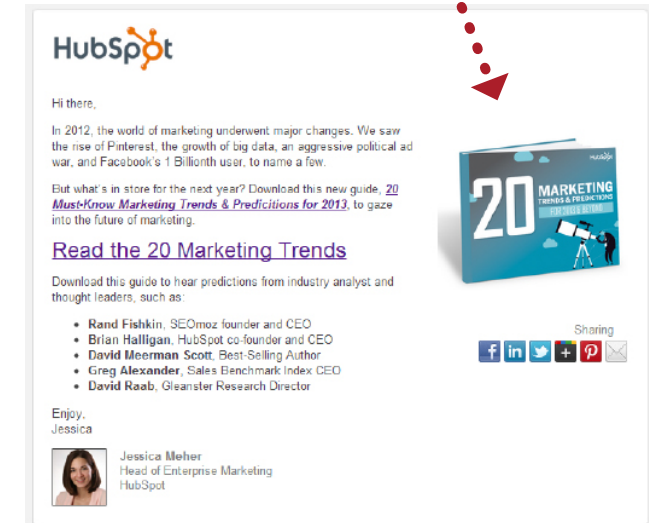 HubSpot
Hi there,
In 2012, the world of marketing underwent major changes. We saw
the rise of Pinterest, the growth of big data, an aggressive political ad
war, and Facebook's 1 Billionth user, to name a few.
But what's in store for the next year? Download this new guide, 20
Must-Know Marketing Trends & Predicitions for 2013, to gaze
into the future of marketing.
Read the 20 Marketing Trends
Download this guide to hear predictions from industry analyst and
thought leaders, such as:
• Rand Fishkin, SEOmoz founder and CEO
• Brian Halligan, HubSpot co-founder and CEO
• David Meerman Scott, Best-Selling Author
• Greg Alexander, Sales Benchmark Index CEO
• David Raab, Gleanster Research Director
Enjoy,
Jessica
Jessica Meher
Head of Enterprise Marketing
HubSpot
HubSpot
20 MARKETING
TRENDS & PREDICTIONS
FOR 2013 & BEYOND
Sharing